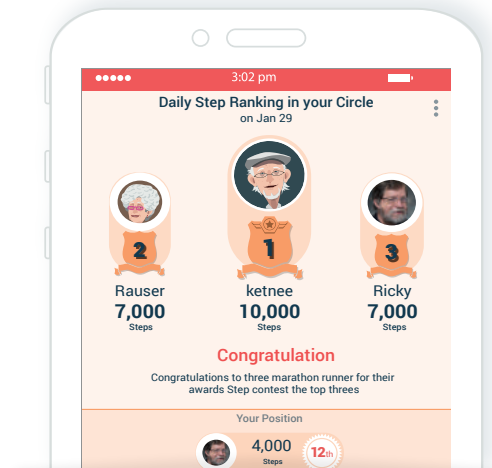 3:02 pm
Daily Step Ranking in your Circle
on Jan 29
2
1
3
Rauser
ketnee
Ricky
7,000
10,000
7,000
Steps
Steps
Steps
Congratulation
Congratulations to three marathon runner for their
awards Step contest the top threes
Your Position
4,000
12th
Steps